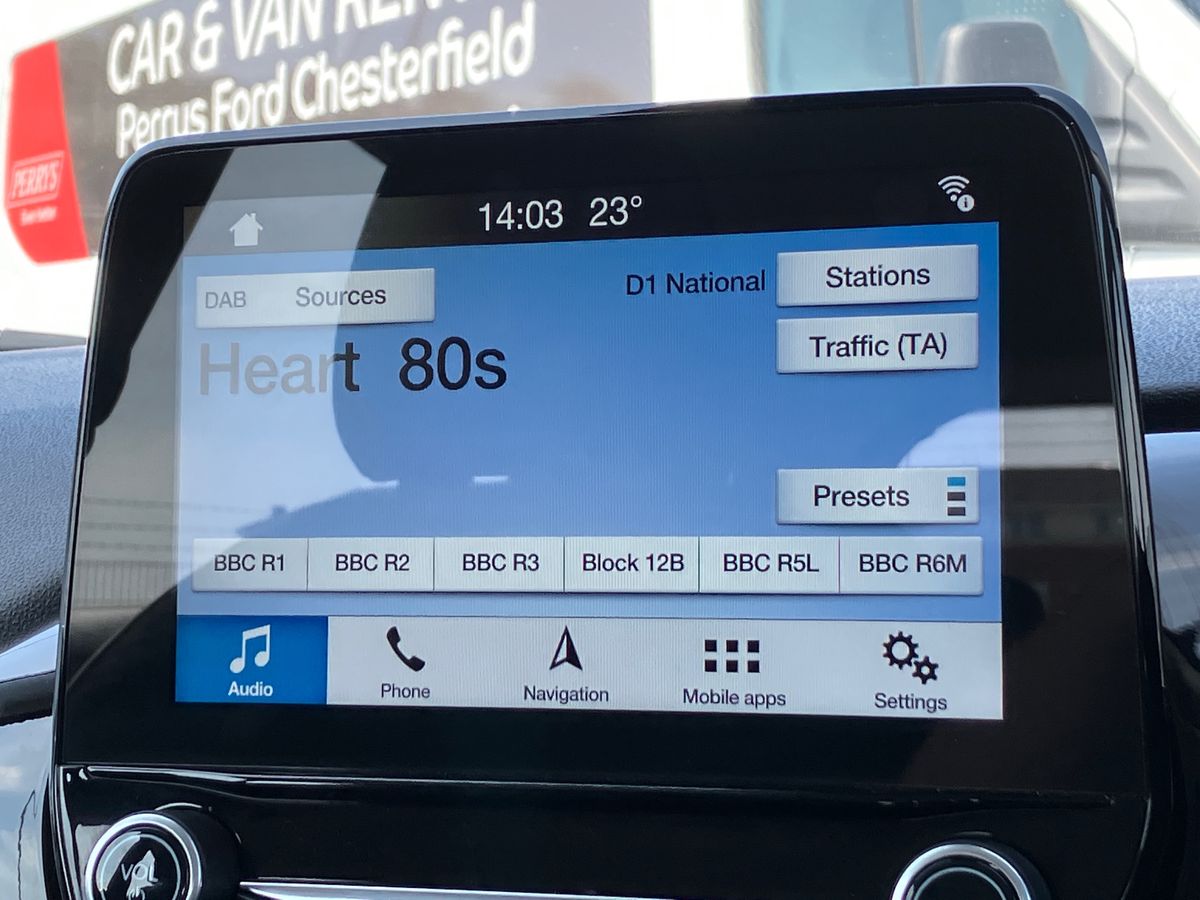 CAR & VAN REN
Perrys Ford Chesterfield
PERRYS
14:03 23°
DAB Sources
D1 National
Stations
Traffic (TA)
Heart 80s
Presets
BBC R1
BBC R2
BBC R3
Block 12B
BBC R5L
BBC R6M
Audio
Phone
Navigation
Mobile apps
Settings
VOL